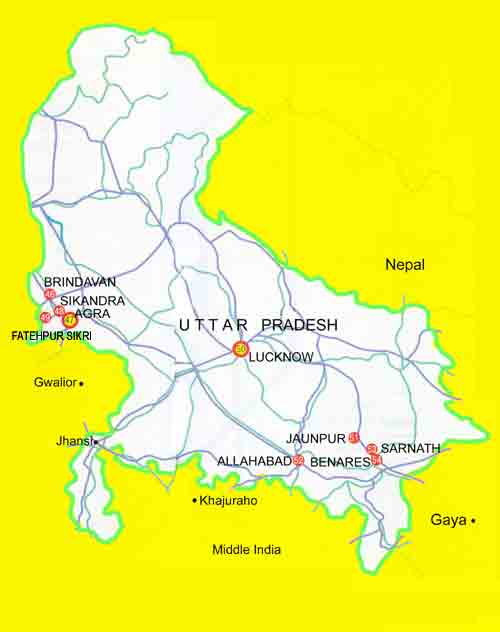 Nepal
BRINDAVAN
46
SIKANDRA
48
AGRA
47
49
FATEHPUR SIKRI
UTTAR PRADESH
50
LUCKNOW
Gwalior
Jhansi
JAUNPUR
51
53
SARNATH
ALLAHABAD
52
BENARES
54
Khajuraho
Gaya
Middle India